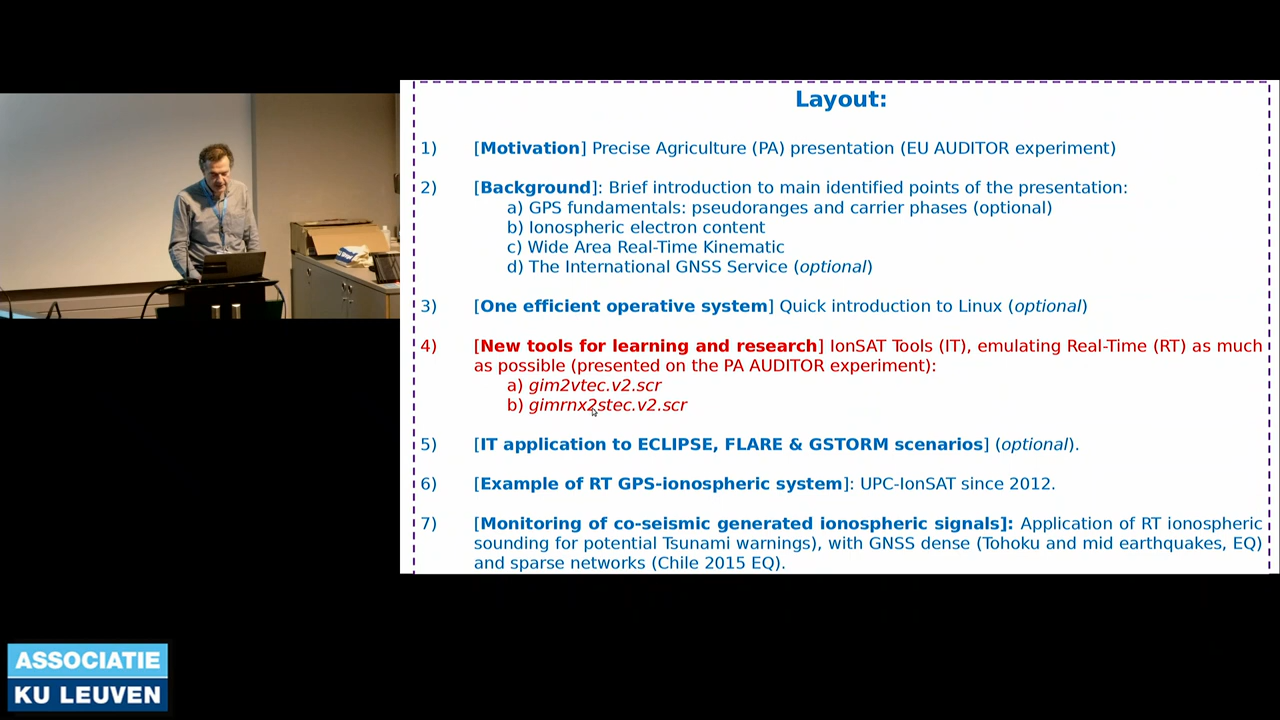 Layout:
1) [Motivation] Precise Agriculture (PA) presentation (EU AUDITOR experiment)
2) [Background]: Brief introduction to main identified points of the presentation:
a) GPS fundamentals: pseudoranges and carrier phases (optional)
b) Ionospheric electron content
c) Wide Area Real-Time Kinematic
d) The International GNSS Service (optional)
3) [One efficient operative system] Quick introduction to Linux (optional)
4) [New tools for learning and research] IonSAT Tools (IT), emulating Real-Time (RT) as much
as possible (presented on the PA AUDITOR experiment):
a) gim2vtec.v2.scr
b) gimrnx2stec.v2.scr
5) [IT application to ECLIPSE, FLARE & GSTORM scenarios] (optional).
6) [Example of RT GPS-ionospheric system]: UPC-IonSAT since 2012.
7) [Monitoring of co-seismic generated ionospheric signals]: Application of RT ionospheric
sounding for potential Tsunami warnings), with GNSS dense (Tohoku and mid earthquakes, EQ)
and sparse networks (Chile 2015 EQ).
ASSOCIATIE
KU LEUVEN